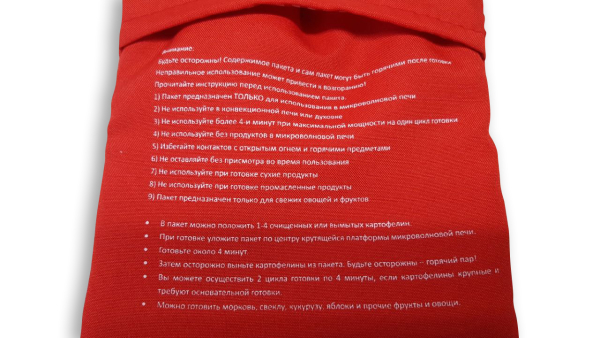 Внимание.
Будьте осторожны! Содержимое пакета и сам пакет могут быть горячими после готовки
Неправильное использование может привести к возгоранию!
Прочитайте инструкцию перед использованием пакета.
1) Пакет предназначен ТОЛЬКО для использования в микроволновой печи
2) Не используйте в конвекционной печи или духовке
3) Не используйте более 4-и минут при максимальной мощности на один цикл готовки
4) Не используйте без продуктов в микроволновой печи
5) Избегайте контактов с открытым огнем и горячими предметами
6) Не оставляйте без присмотра во время пользования
7) Не используйте при готовке сухие продукты
8) Не используйте при готовке промасленные продукты
9) Пакет предназначен только для свежих овощей и фруктов
• В пакет можно положить 1-4 счищенных или вымытых картофелин.
• При готовке уложите пакет по центру крутящейся платформы микроволновой печи.
• Готовьте около 4 минут.
• Затем осторожно выньте картофелины из пакета. Будьте осторожны – горячий пар!
• Вы можете осуществить 2 цикла готовки по 4 минуты, если картофелины крупные и
требуют основательной готовки.
• Можно готовить морковь, свеклу, кукурузу, яблоки и прочие фрукты и овощи.